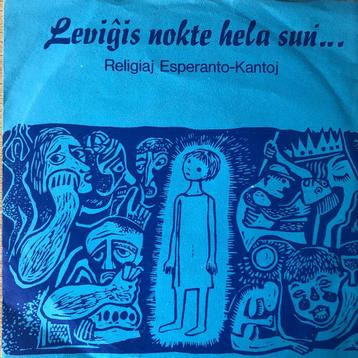 Leviĝis nokte hela sun'...
Religiaj Esperanto-Kantoj